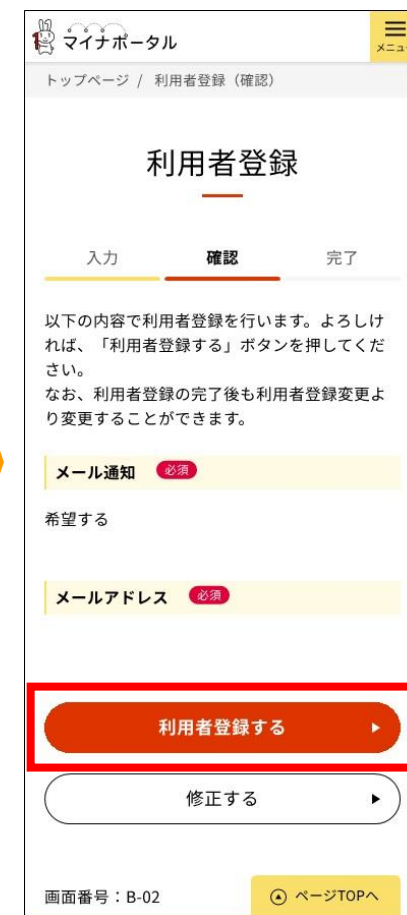 マイナポータル
メニュー
トップページ / 利用者登録（確認）
利用者登録
入力 確認 完了
以下の内容で利用者登録を行います。よろしけ
れば、「利用者登録する」ボタンを押してくだ
さい。
なお、利用者登録の完了後も利用者登録変更よ
り変更することができます。
メール通知 必須
希望する
メールアドレス 必須
利用者登録する
修正する
画面番号：B-02
ページTOPへ